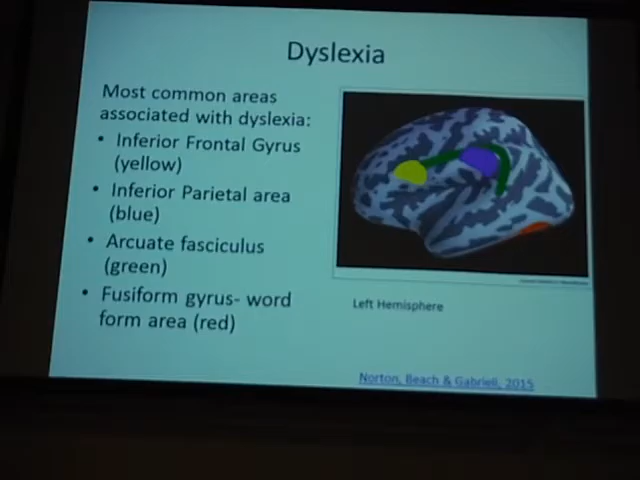 Dyslexia
Most common areas
associated with dyslexia:
• Inferior Frontal Gyrus
(yellow)
• Inferior Parietal area
(blue)
• Arcuate fasciculus
(green)
• Fusiform gyrus- word
form area (red)
Left Hemisphere
Norton, Beach & Gabrieli, 2015